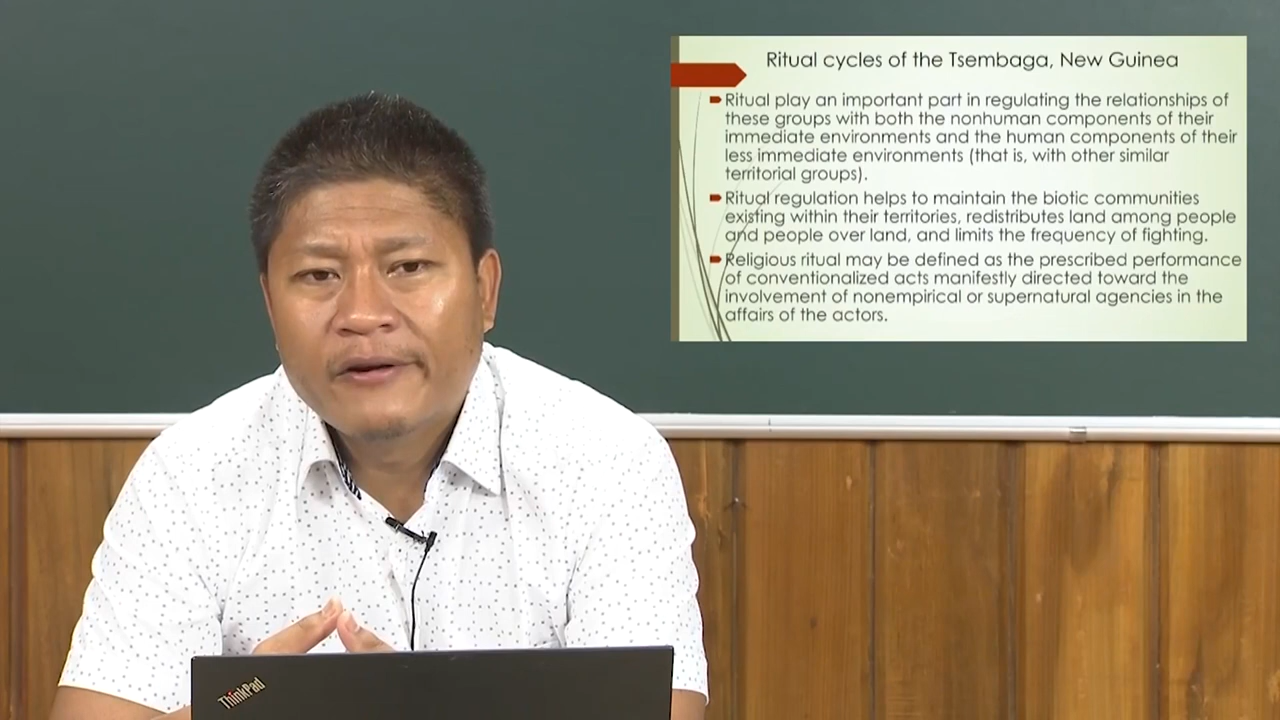 Ritual cycles of the Tsembaga, New Guinea
Ritual play an important part in regulating the relationships of
these groups with both the nonhuman components of their
immediate environments and the human components of their
less immediate environments (that is, with other similar
territorial groups).
Ritual regulation helps to maintain the biotic communities
existing within their territories, redistributes land among people
and people over land, and limits the frequency of fighting.
Religious ritual may be defined as the prescribed performance
of conventionalized acts manifestly directed toward the
involvement of nonempirical or supernatural agencies in the
affairs of the actors.
ThinkPad